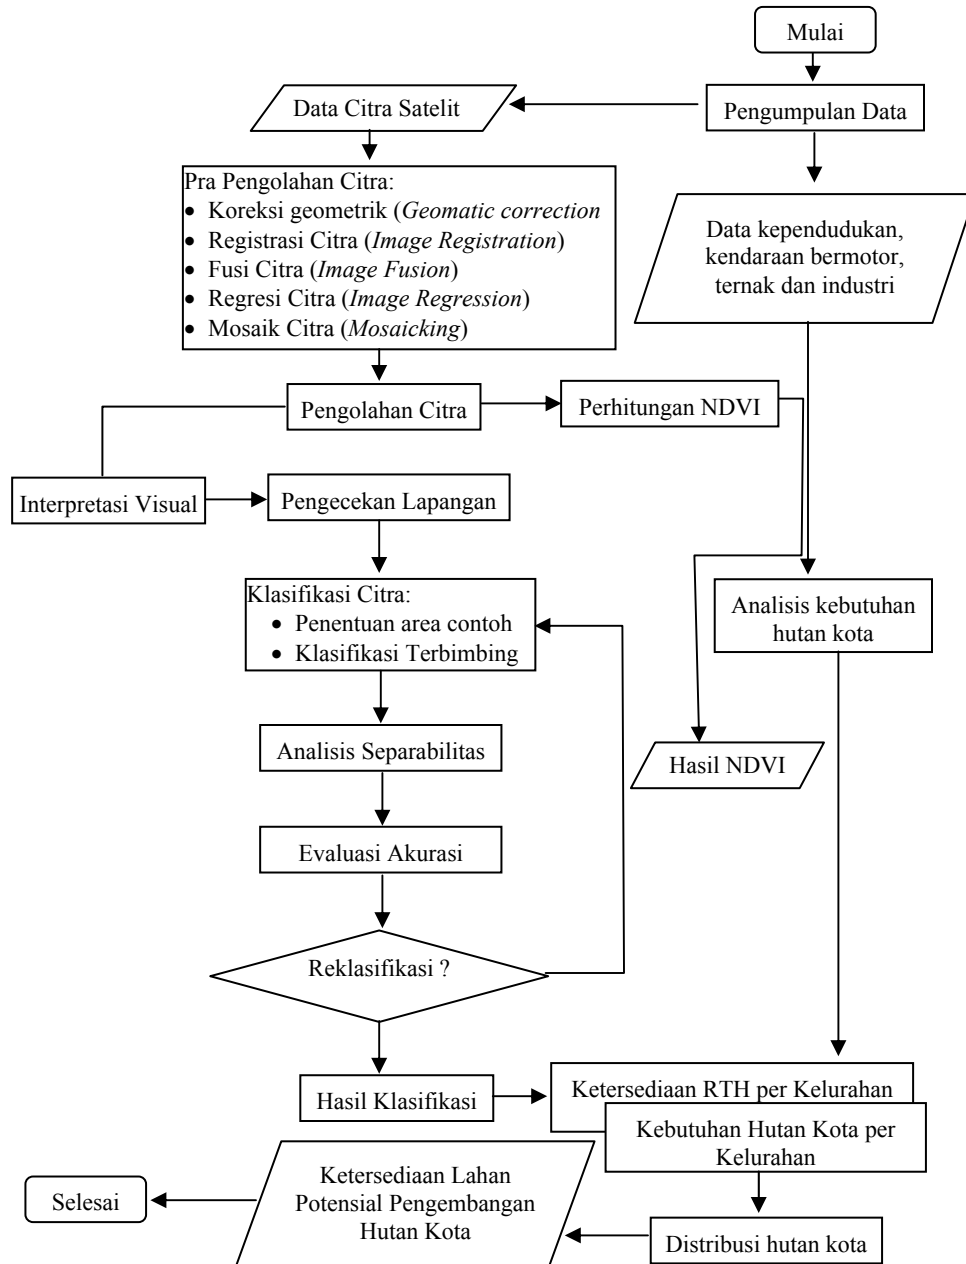 Mulai
Pengumpulan Data
Data Citra Satelit
Pra Pengolahan Citra:
• Koreksi geometrik (Geomatic correction
• Registrasi Citra (Image Registration)
• Fusi Citra (Image Fusion)
• Regresi Citra (Image Regression)
• Mosaik Citra (Mosaicking)
Data kependudukan,
kendaraan bermotor,
ternak dan industri
Pengolahan Citra
Perhitungan NDVI
Interpretasi Visual
Pengecekan Lapangan
Klasifikasi Citra:
• Penentuan area contoh
• Klasifikasi Terbimbing
Analisis kebutuhan
hutan kota
Analisis Separabilitas
Hasil NDVI
Evaluasi Akurasi
Reklasifikasi ?
Hasil Klasifikasi
Ketersediaan RTH per Kelurahan
Kebutuhan Hutan Kota per
Kelurahan
Distribusi hutan kota
Ketersediaan Lahan
Potensial Pengembangan
Hutan Kota
Selesai